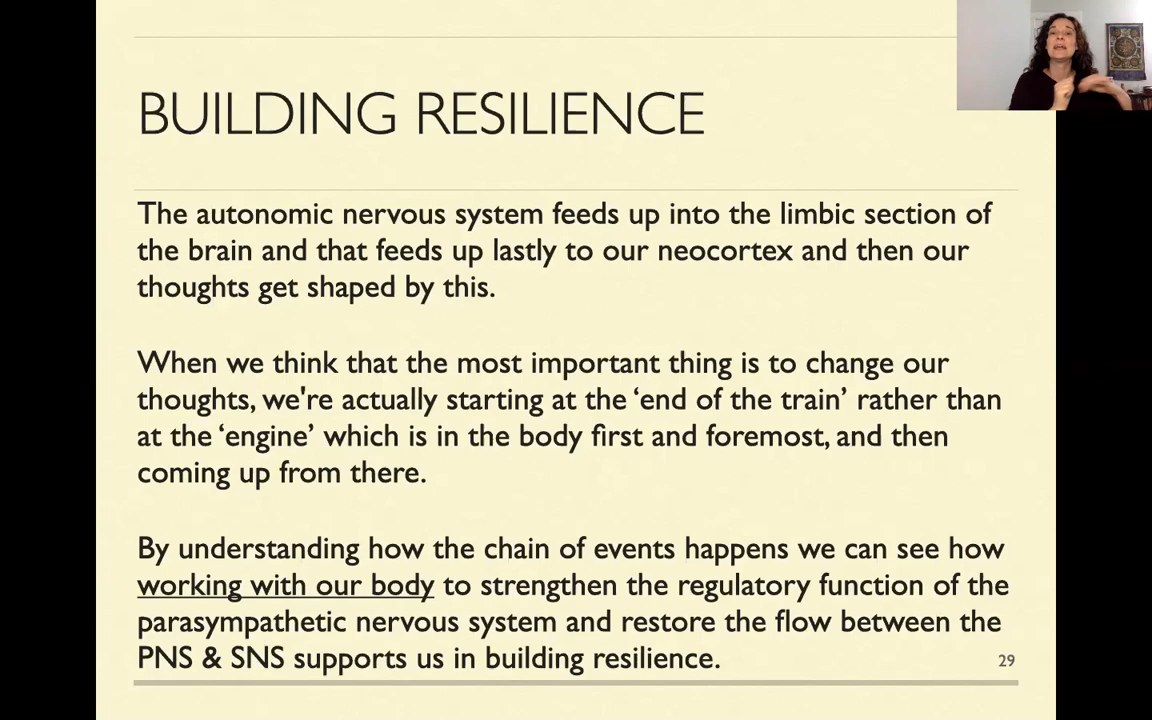 BUILDING RESILIENCE
The autonomic nervous system feeds up into the limbic section of
the brain and that feeds up lastly to our neocortex and then our
thoughts get shaped by this.
When we think that the most important thing is to change our
thoughts, we're actually starting at the ‘end of the train’ rather than
at the ‘engine’ which is in the body first and foremost, and then
coming up from there.
By understanding how the chain of events happens we can see how
working with our body to strengthen the regulatory function of the
parasympathetic nervous system and restore the flow between the
PNS & SNS supports us in building resilience.
29